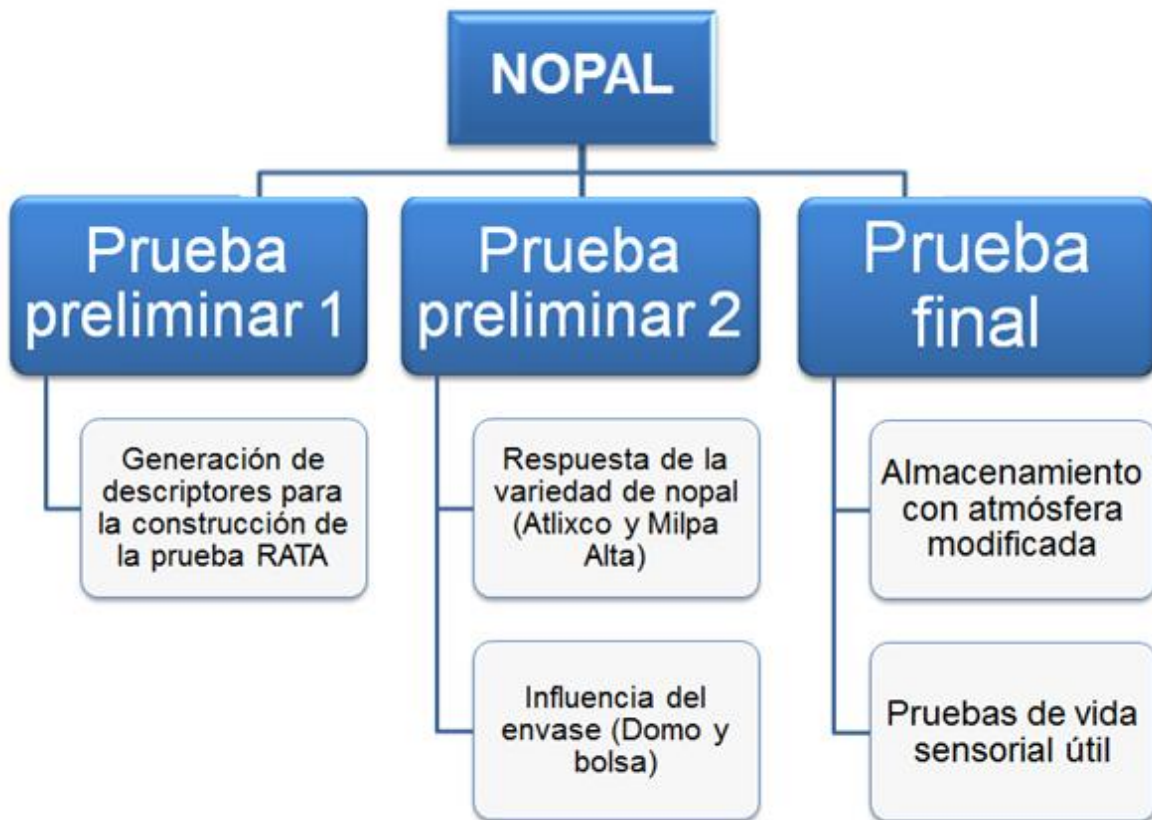 NOPAL
Prueba
preliminar 1
Generación de
descriptores para
la construcción de
la prueba RATA
Prueba
preliminar 2
Respuesta de la
variedad de nopal
(Atlixco y Milpa
Alta)
Influencia del
envase (Domo y
bolsa)
Prueba
final
Almacenamiento
con atmósfera
modificada
Pruebas de vida
sensorial útil